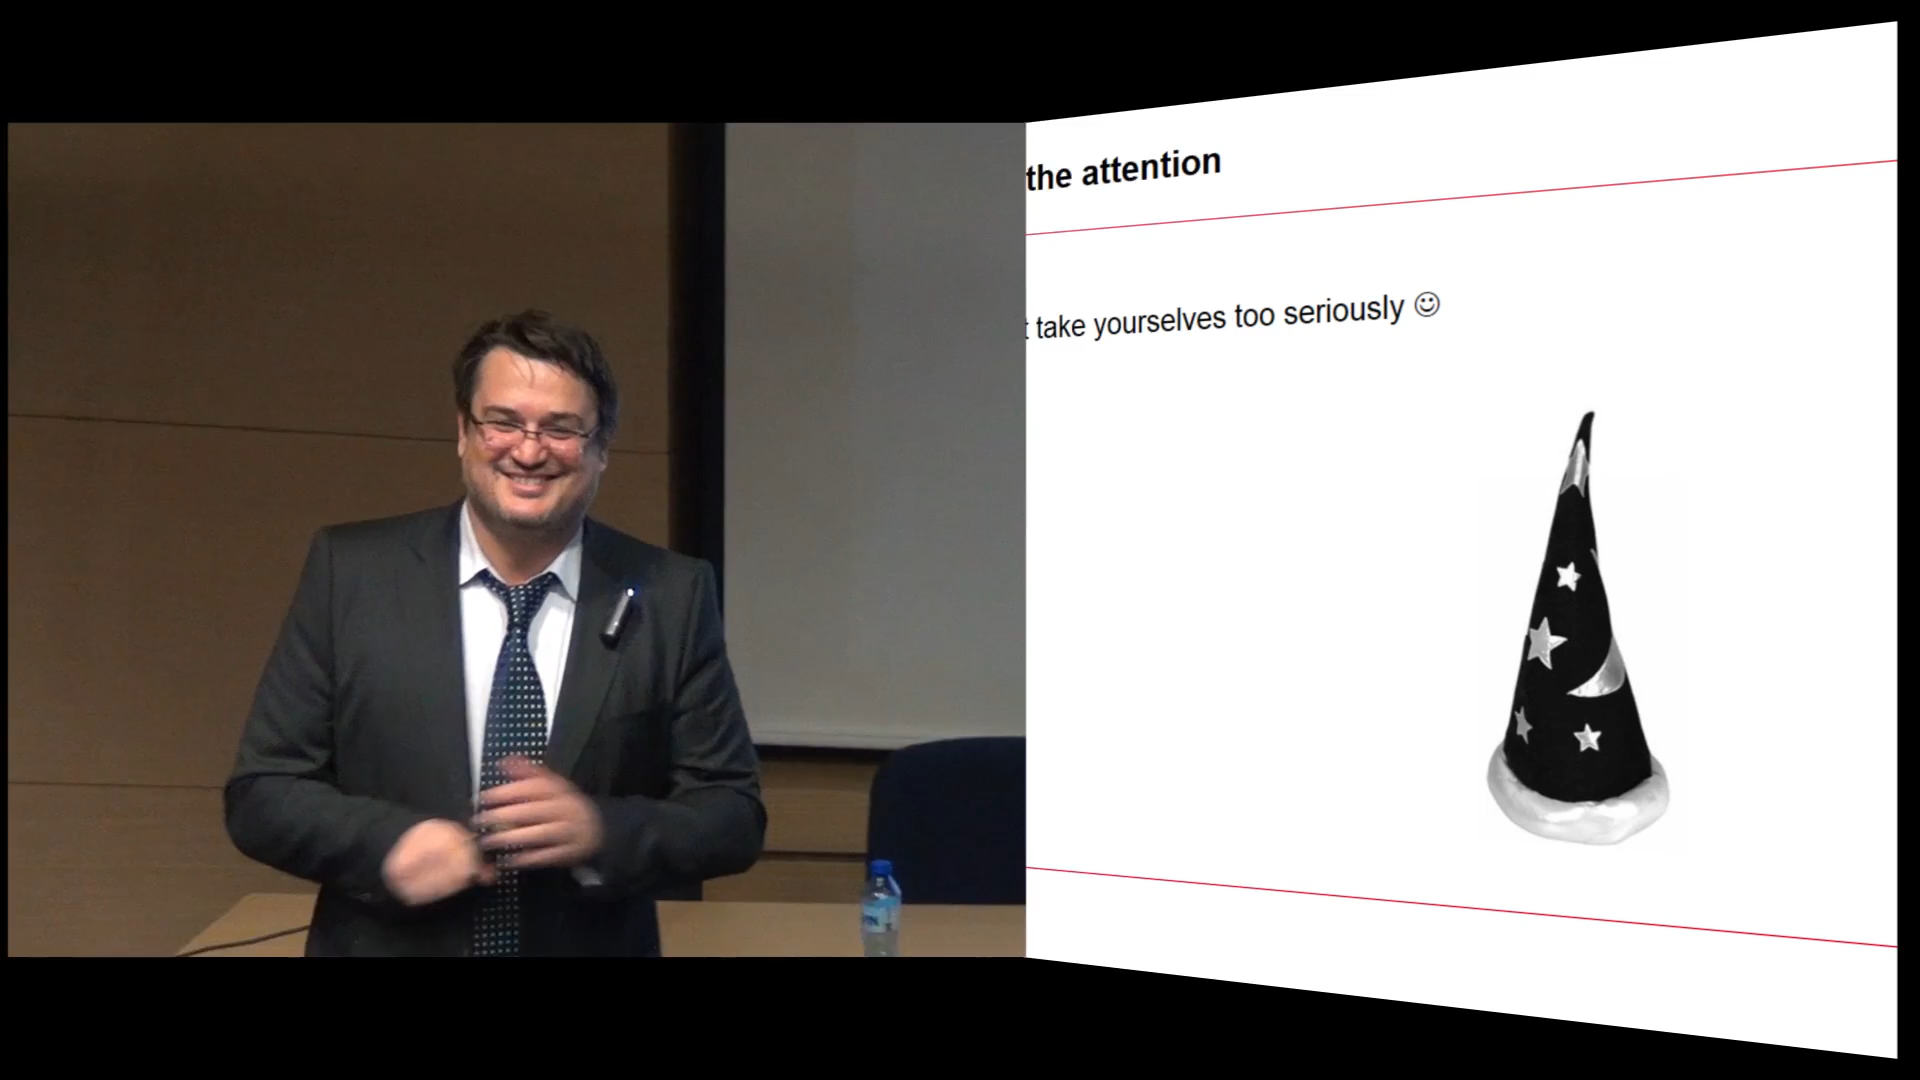 the attention
t take yourselves too seriously ☺